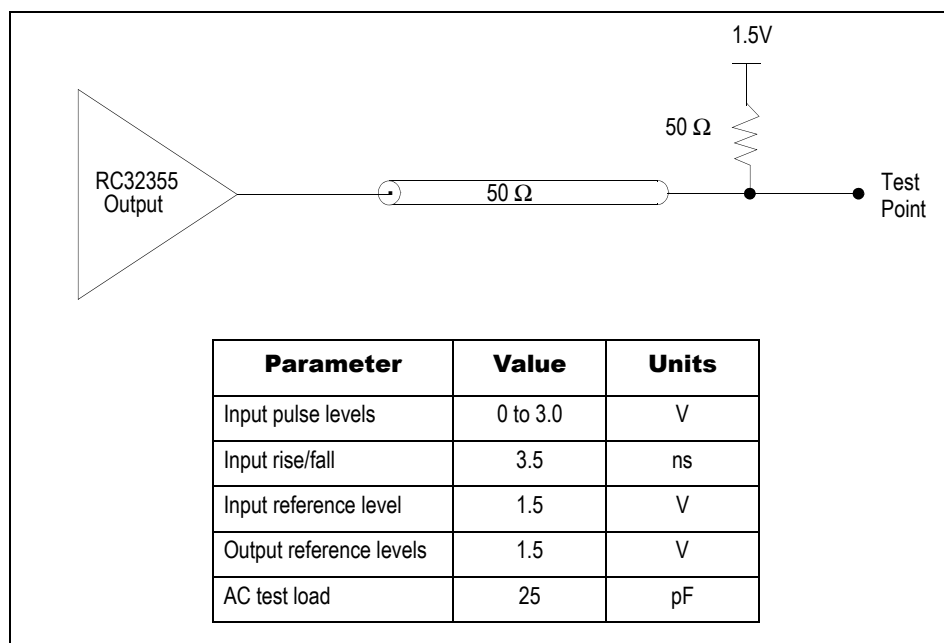 1.5V
50 Ω
RC32355
Output
50 Ω
Test
Point
Parameter Value Units
Input pulse levels 0 to 3.0 V
Input rise/fall 3.5 ns
Input reference level 1.5 V
Output reference levels 1.5 V
AC test load 25 pF